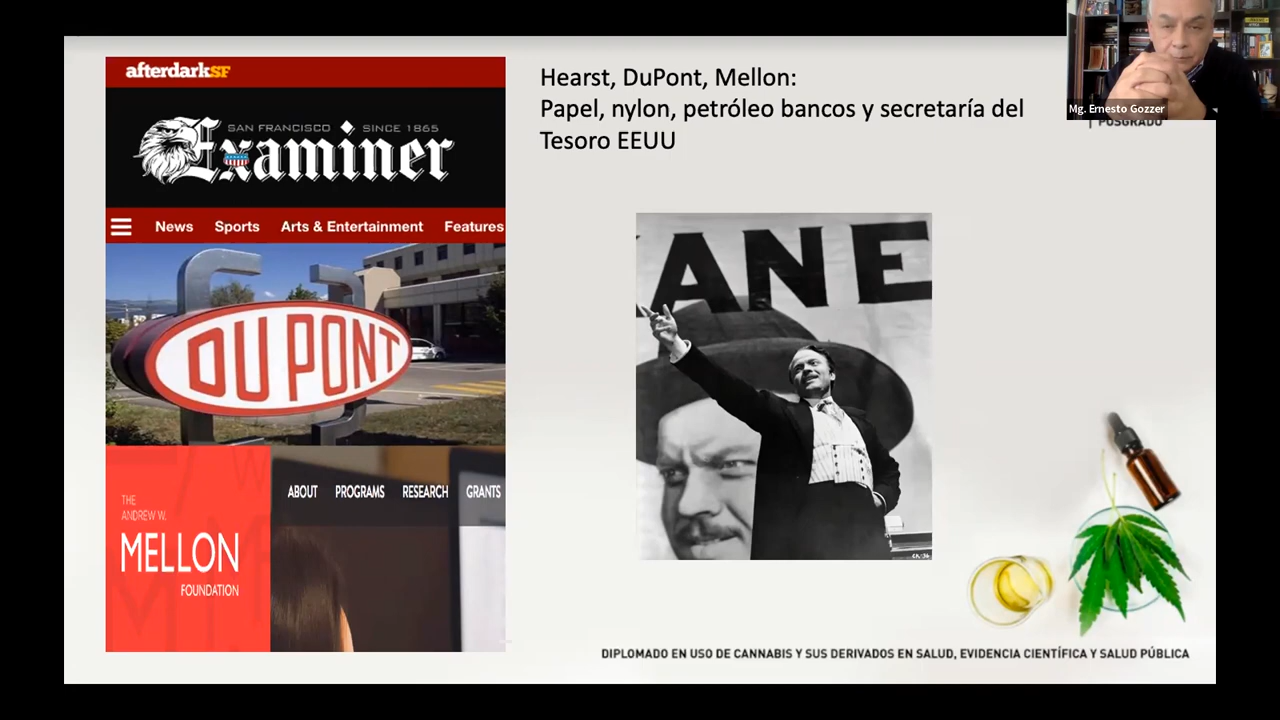 afterdarkSF
SAN FRANCISCO SINCE 1865
Examiner
News Sports Arts & Entertainment Features
DU PONT
THE
ANDREW W.
MELLON
FOUNDATION
ABOUT PROGRAMS RESEARCH GRANTS
Hearst, DuPont, Mellon:
Papel, nylon, petróleo bancos y secretaría del
Tesoro EEUU
ANE
Mg. Ernesto Gozzer
POSGRADO
DIPLOMADO EN USO DE CANNABIS Y SUS DERIVADOS EN SALUD, EVIDENCIA CIENTÍFICA Y SALUD PÚBLICA